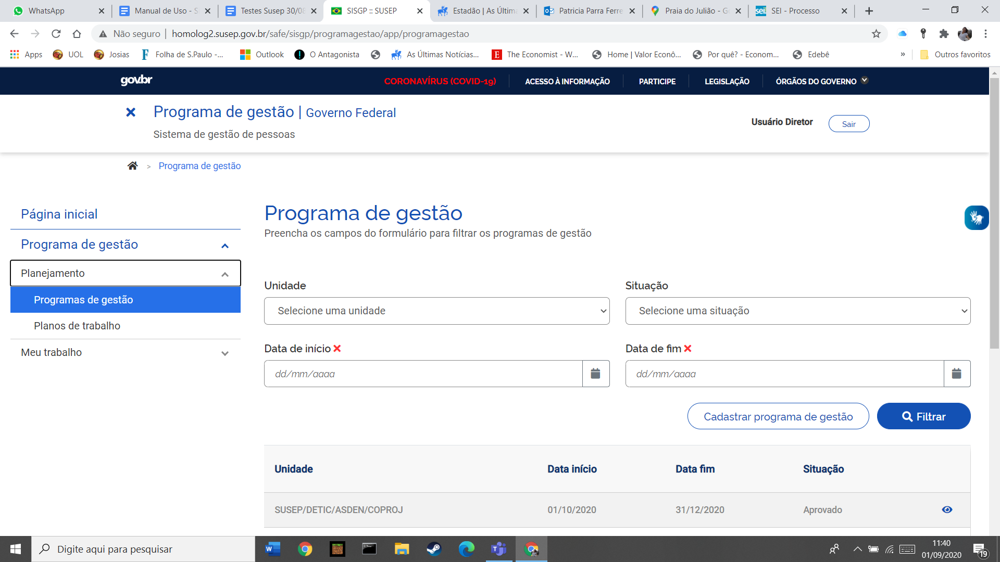 WhatsApp
Manual de Uso - S
Testes Susep 30/08
SISGP :: SUSEP
Estadão | As Últim
Patricia Parra Ferre
Praia do Julião - G
SEI - Processo
Não seguro | homolog2.susep.gov.br/safe/sisgp/programagestao/app/programagestao
Apps UOL Josias Folha de S.Paulo -... Outlook O Antagonista As Últimas Notícias... The Economist - W... Home | Valor Econô... Por quê? - Econom... Edebê » Outros favoritos
gov.br CORONAVÍRUS (COVID-19) ACESSO À INFORMAÇÃO PARTICIPE LEGISLAÇÃO ÓRGÃOS DO GOVERNO
Programa de gestão | Governo Federal
Sistema de gestão de pessoas
Usuário Diretor Sair
> Programa de gestão
Página inicial
Programa de gestão
Planejamento
Programas de gestão
Planos de trabalho
Meu trabalho
Programa de gestão
Preencha os campos do formulário para filtrar os programas de gestão
Unidade Situação
Selecione uma unidade Selecione uma situação
Data de início Data de fim
dd/mm/aaaa dd/mm/aaaa
Cadastrar programa de gestão Filtrar
Unidade Data início Data fim Situação
SUSEP/DETIC/ASDEN/COPROJ 01/10/2020 31/12/2020 Aprovado
Digite aqui para pesquisar
11:40
01/09/2020
19